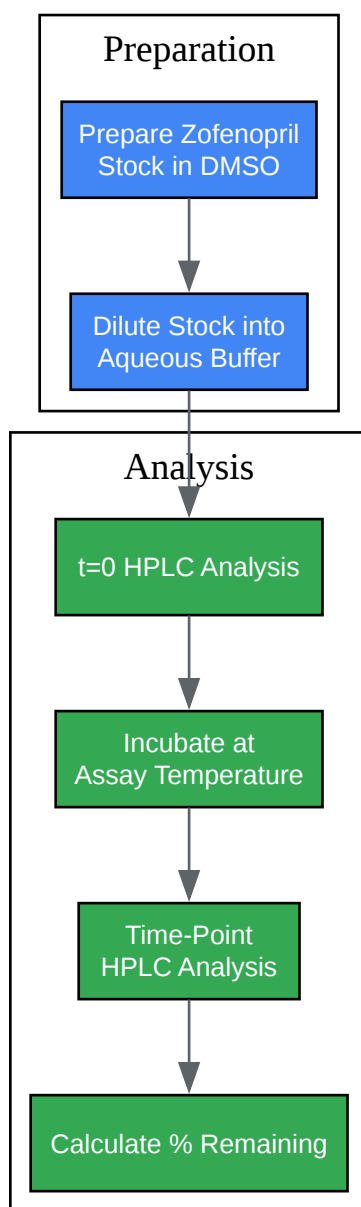 Preparation
Prepare Zofenopril
Stock in DMSO
Dilute Stock into
Aqueous Buffer
Analysis
t=0 HPLC Analysis
Incubate at
Assay Temperature
Time-Point
HPLC Analysis
Calculate % Remaining